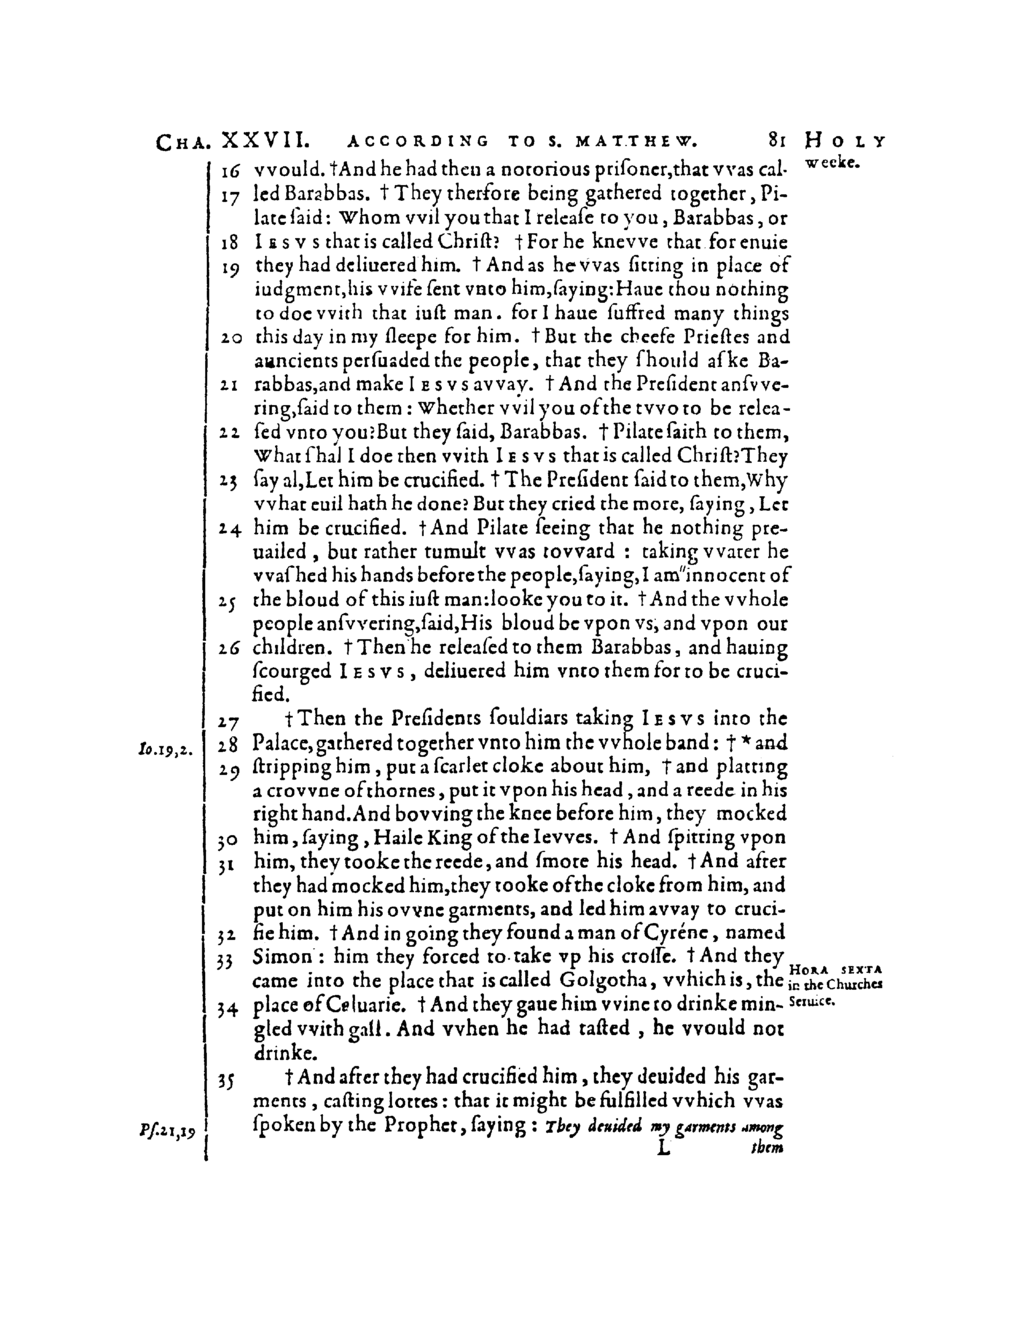 CHA. XXVII. ACCORDING TO S. MATTHEW. 81 HOLY
weeke.
16 vvould. †And he had then a notorious priſoner,that vvas cal-
17 led Barabbas. † They therfore being gathered together, Pi-
late ſaid: Whom vvil you that I releaſe to you, Barabbas, or
18 IESVS that is called Chriſt? † For he knevve that for enuie
19 they had deliuered him. † And as he vvas ſitting in place of
iudgment,his vvife ſent vnto him,ſaying:Haue thou nothing
to doe vvith that iuſt man. for I haue ſuffred many things
20 this day in my ſleepe for him. † But the cheefe Prieſtes and
auncients perſuaded the people, that they ſhould aſke Ba-
21 rabbas,and make IESVS avvay. † And the Preſident anſvve-
ring,ſaid to them: Whether vvil you of the tvvo to be relea-
22 ſed vnto you?But they ſaid, Barabbas. † Pilate ſaith to them,
What ſhal I doe then vvith IESVS that is called Chriſt?They
23 ſay al,Let him be crucified. † The Preſident ſaid to them,Why
vvhat euil hath he done? But they cried the more, ſaying, Let
24 him be crucified. † And Pilate ſeeing that he nothing pre-
uailed, but rather tumult vvas tovvard: taking vvater he
vvaſhed his hands before the people,ſaying,I am"innocent of
25 the bloud of this iuſt man:looke you to it. † And the vvhole
people anſvvering,ſaid,His bloud be vpon vs, and vpon our
26 children. † Then he releaſed to them Barabbas, and hauing
ſcourged IESVS, deliuered him vnto them for to be cruci-
fied.
27 † Then the Preſidents ſouldiars taking IESVS into the
Io.19,2. 28 Palace,gathered together vnto him the vvhole band: † * and
29 ſtripping him, put a ſcarlet cloke about him, † and platting
a crovvne of thornes, put it vpon his head, and a reede in his
right hand.And bovving the knee before him, they mocked
30 him, ſaying, Haile King of the Ievves. † And ſpitting vpon
31 him, they tooke the reede, and ſmote his head. † And after
they had mocked him,they tooke of the cloke from him, and
put on him his ovvne garments, and led him avvay to cruci-
32 fie him. † And in going they found a man of Cyréne, named
33 Simon: him they forced to take vp his croſſe. † And they
came into the place that is called Golgotha, vvhich is, the
HORA SEXTA
in the Churches
Seruice.
34 place of Caluarie. † And they gaue him vvine to drinke min-
gled vvith gall. And vvhen he had taſted, he vvould not
drinke.
35 † And after they had crucified him, they deuided his gar-
ments, caſting lottes: that it might be fulfilled vvhich vvas
Pſ.21,19 ſpoken by the Prophet, ſaying: They deuided my garments among
L them